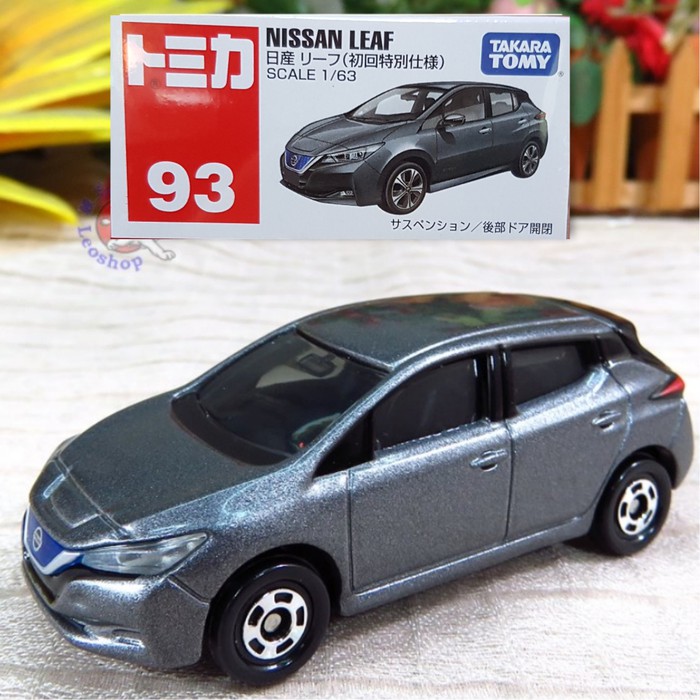 トミカ
93
NISSAN LEAF
日産 リーフ(初回特別仕様)
SCALE 1/63
TAKARA
TOMY
サスペンション／後部ドア開閉
Leoshop